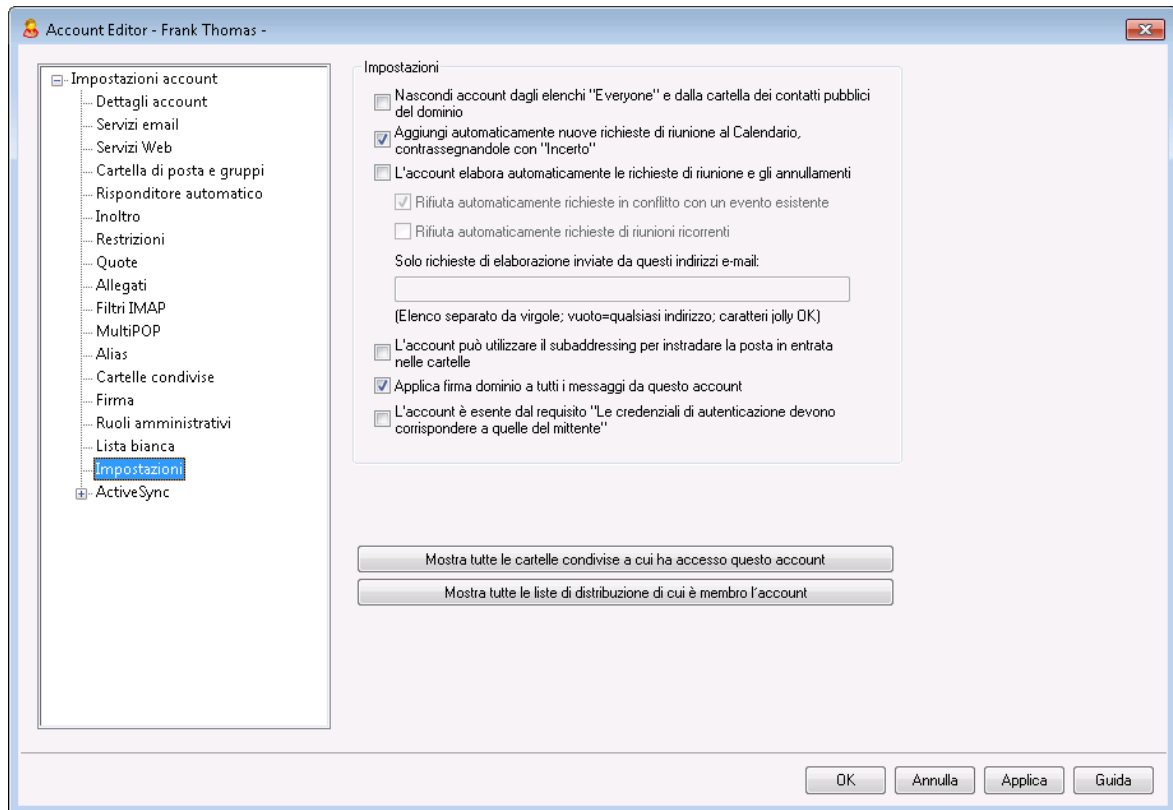 Account Editor - Frank Thomas -
Impostazioni account
Dettagli account
Servizi email
Servizi Web
Cartella di posta e gruppi
Risponditore automatico
Inoltro
Restrizioni
Quote
Allegati
Filtri IMAP
MultiPOP
Alias
Cartelle condivise
Firma
Ruoli amministrativi
Lista bianca
Impostazioni
ActiveSync
Impostazioni
Nascondi account dagli elenchi "Everyone" e dalla cartella dei contatti pubblici
del dominio
Aggiungi automaticamente nuove richieste di riunione al Calendario,
contrassegnandole con "Incerto"
L'account elabora automaticamente le richieste di riunione e gli annullamenti
Rifiuta automaticamente richieste in conflitto con un evento esistente
Rifiuta automaticamente richieste di riunioni ricorrenti
Solo richieste di elaborazione inviate da questi indirizzi e-mail:
(Elenco separato da virgole; vuoto=qualsiasi indirizzo; caratteri jolly OK)
L'account può utilizzare il subaddressing per instradare la posta in entrata
nelle cartelle
Applica firma dominio a tutti i messaggi da questo account
L'account è esente dal requisito "Le credenziali di autenticazione devono
corrispondere a quelle del mittente"
Mostra tutte le cartelle condivise a cui ha accesso questo account
Mostra tutte le liste di distribuzione di cui è membro l'account
OK
Annulla
Applica
Guida